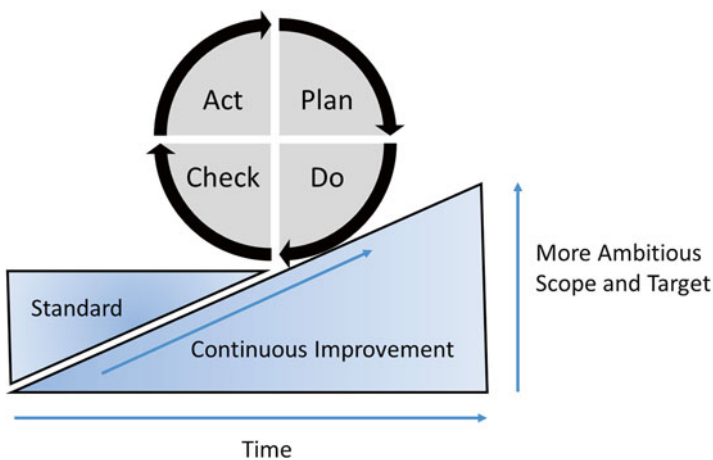 Act
Plan
Check
Do
More Ambitious
Scope and Target
Standard
Continuous Improvement
Time